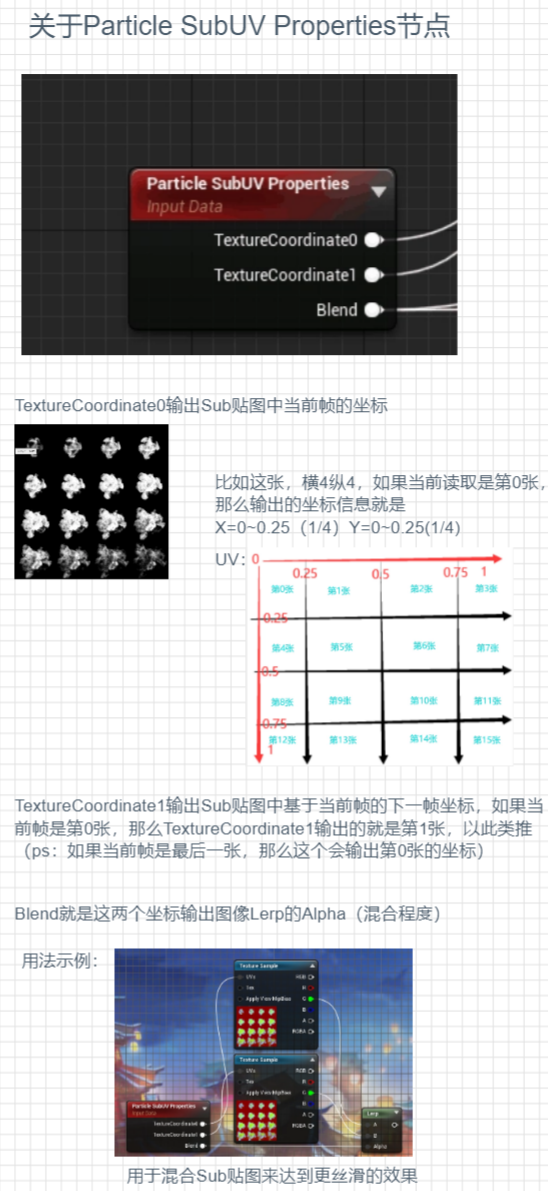 关于Particle SubUV Properties节点
Particle SubUV Properties
Input Data
TextureCoordinate0
TextureCoordinate1
Blend
TextureCoordinate0输出Sub贴图中当前帧的坐标
比如这张，横4纵4，如果当前读取是第0张，
那么输出的坐标信息就是
X=0~0.25（1/4）Y=0~0.25(1/4)
UV：
0
0.25
0.5
0.75
1
第0张
第1张
第2张
第3张
0.25
第4张
第5张
第6张
第7张
0.5
第8张
第9张
第10张
第11张
0.75
第12张
第13张
第14张
第15张
1
TextureCoordinate1输出Sub贴图中基于当前帧的下一帧坐标，如果当
前帧是第0张，那么TextureCoordinate1输出的就是第1张，以此类推
（ps：如果当前帧是最后一张，那么这个会输出第0张的坐标）
Blend就是这两个坐标输出图像Lerp的Alpha（混合程度）
用法示例：
Texture Sample
UVs
RGB
Tex
R
Apply View MipBias
G
B
A
RGBA
Texture Sample
UVs
RGB
Tex
R
Apply View MipBias
G
B
A
RGBA
Particle SubUV Properties
Input Data
TextureCoordinate0
TextureCoordinate1
Blend
Lerp
A
B
Alpha
用于混合Sub贴图来达到更丝滑的效果